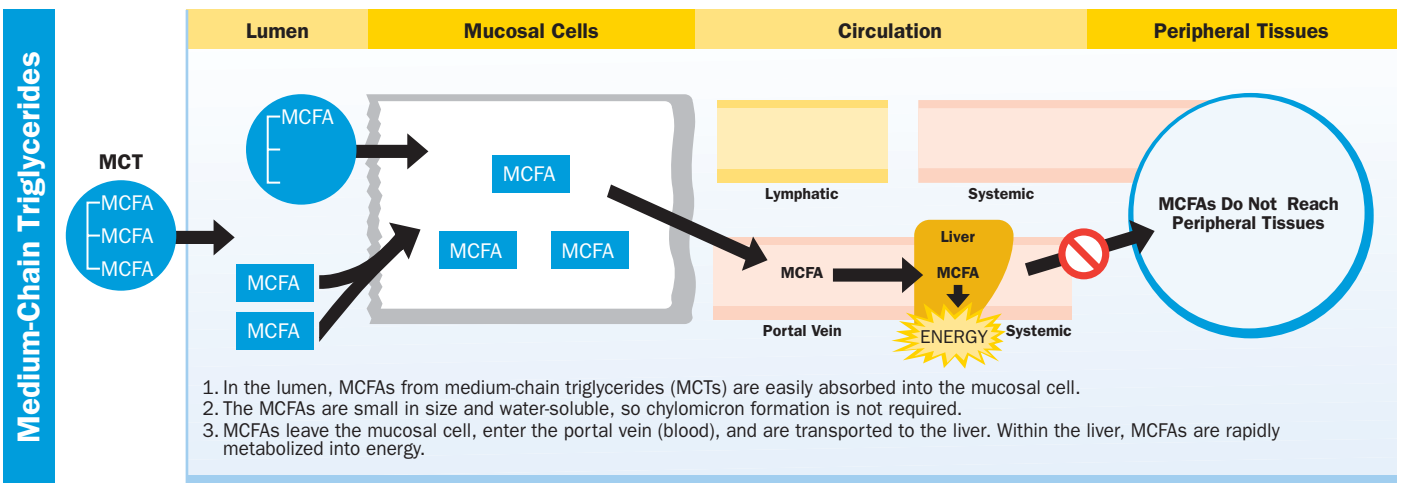 Medium-Chain Triglycerides
Lumen
Mucosal Cells
Circulation
Peripheral Tissues
MCT
MCFA
MCFA
MCFA
MCFA
MCFA
MCFA
MCFA
MCFA
MCFA
Lymphatic
Systemic
MCFA
Liver
MCFA
ENERGY
Portal Vein
Systemic
MCFAs Do Not Reach
Peripheral Tissues
1. In the lumen, MCFAs from medium-chain triglycerides (MCTs) are easily absorbed into the mucosal cell.
2. The MCFAs are small in size and water-soluble, so chylomicron formation is not required.
3. MCFAs leave the mucosal cell, enter the portal vein (blood), and are transported to the liver. Within the liver, MCFAs are rapidly
metabolized into energy.